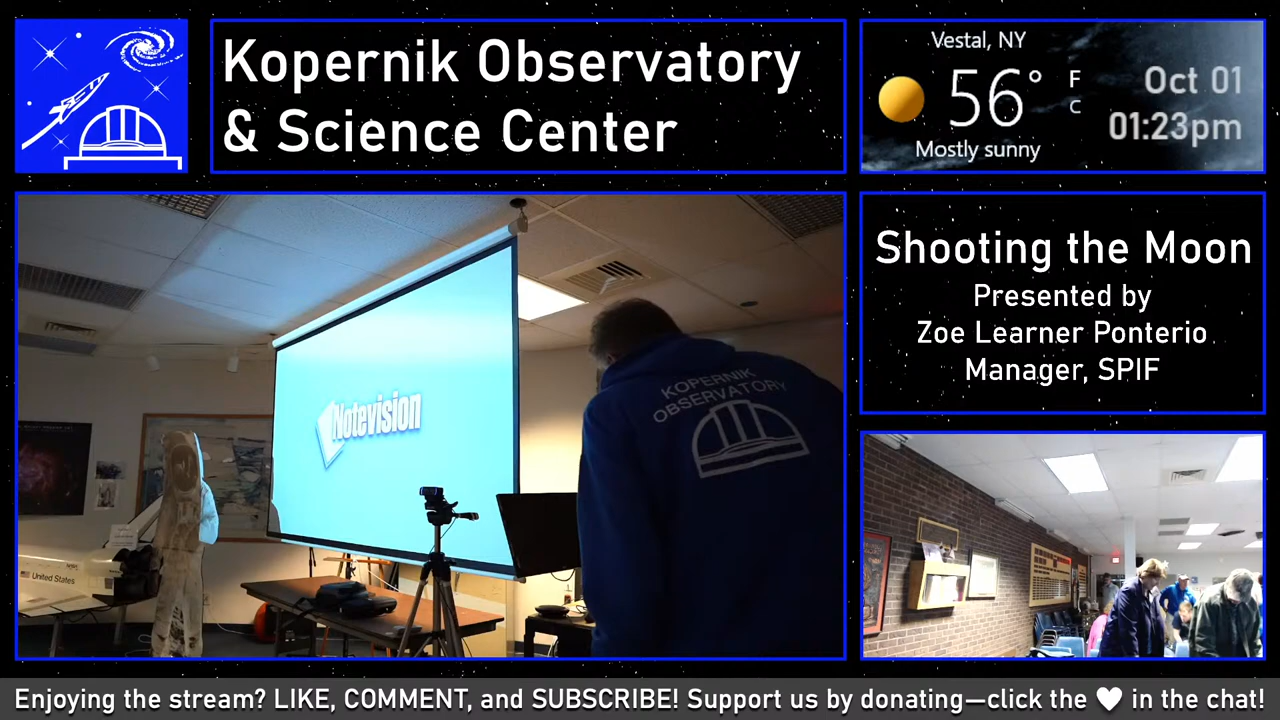 Kopernik Observatory
& Science Center
Vestal, NY
56° F
C
Mostly sunny
Oct 01
01:23pm
Shooting the Moon
Presented by
Zoe Learner Ponterio
Manager, SPIF
Notevision
KOPERNIK
OBSERVATORY
United States
Enjoying the stream? LIKE, COMMENT, and SUBSCRIBE! Support us by donating—click the ♥ in the chat!